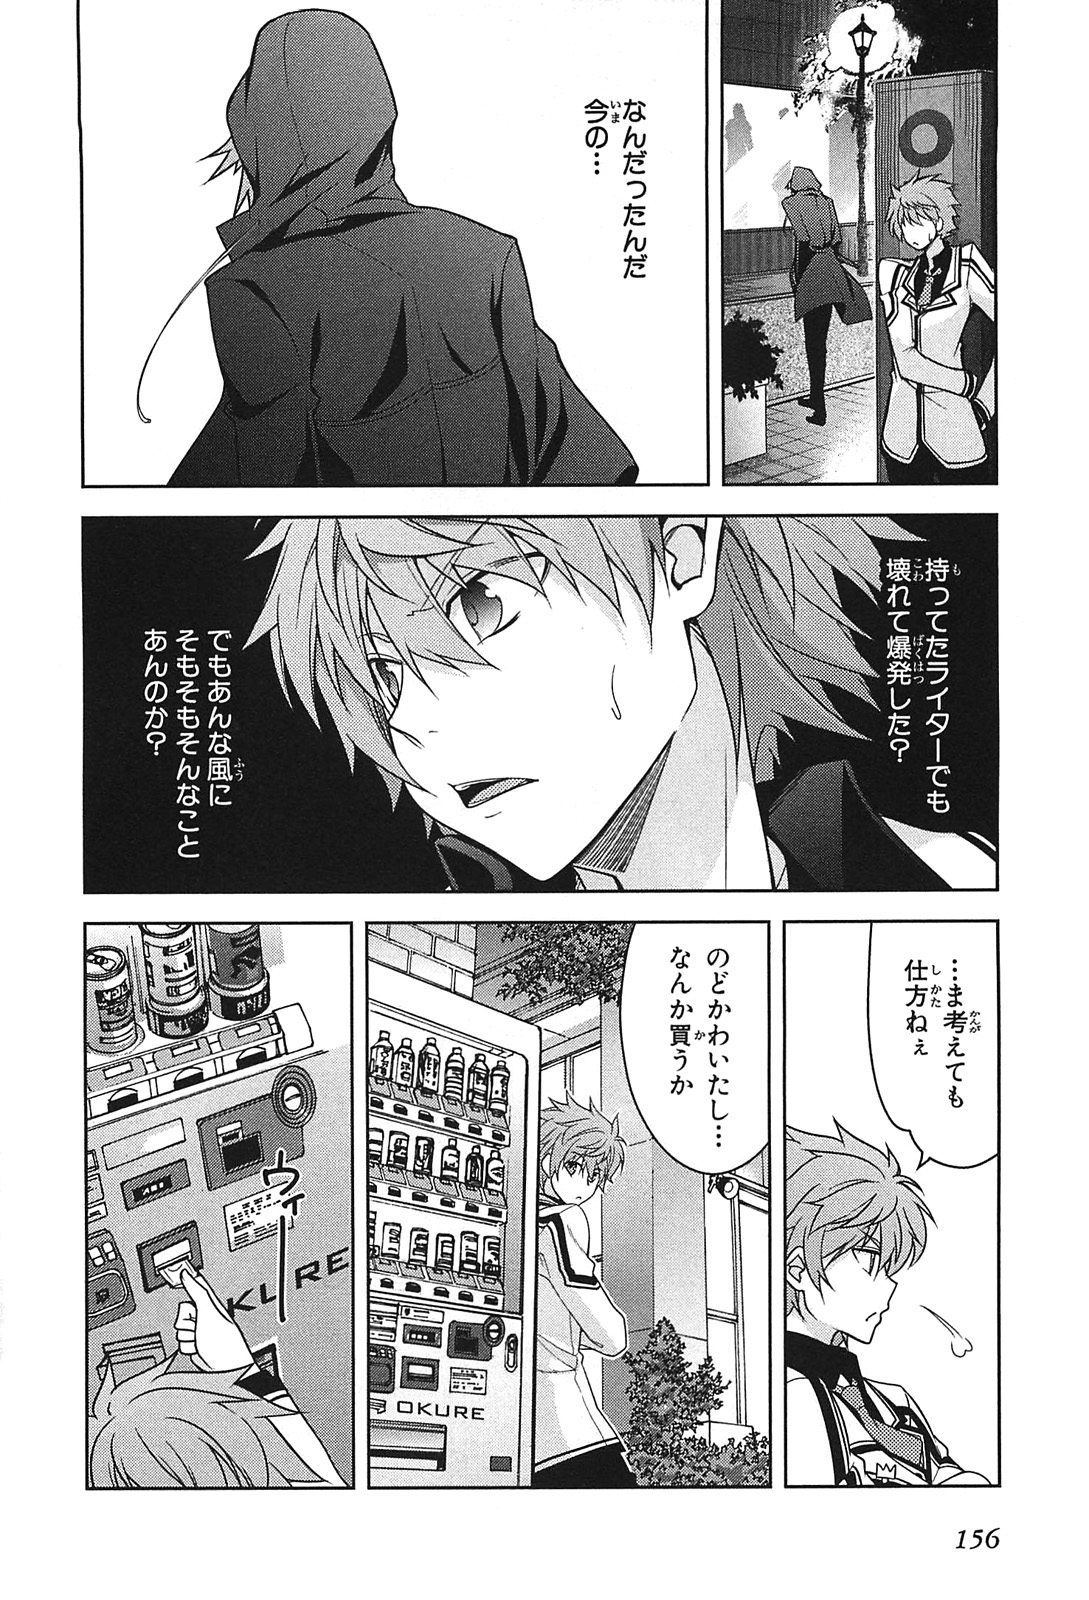 なんだったんだ
今の…
持ってたライターでも
壊れて爆発した？
でもあんな風に
そもそもそんなこと
あんのか？
…ま考えても
仕方ねぇ
のどかわいたし…
なんか買うか
OKURE
ウィーー
KURE
156